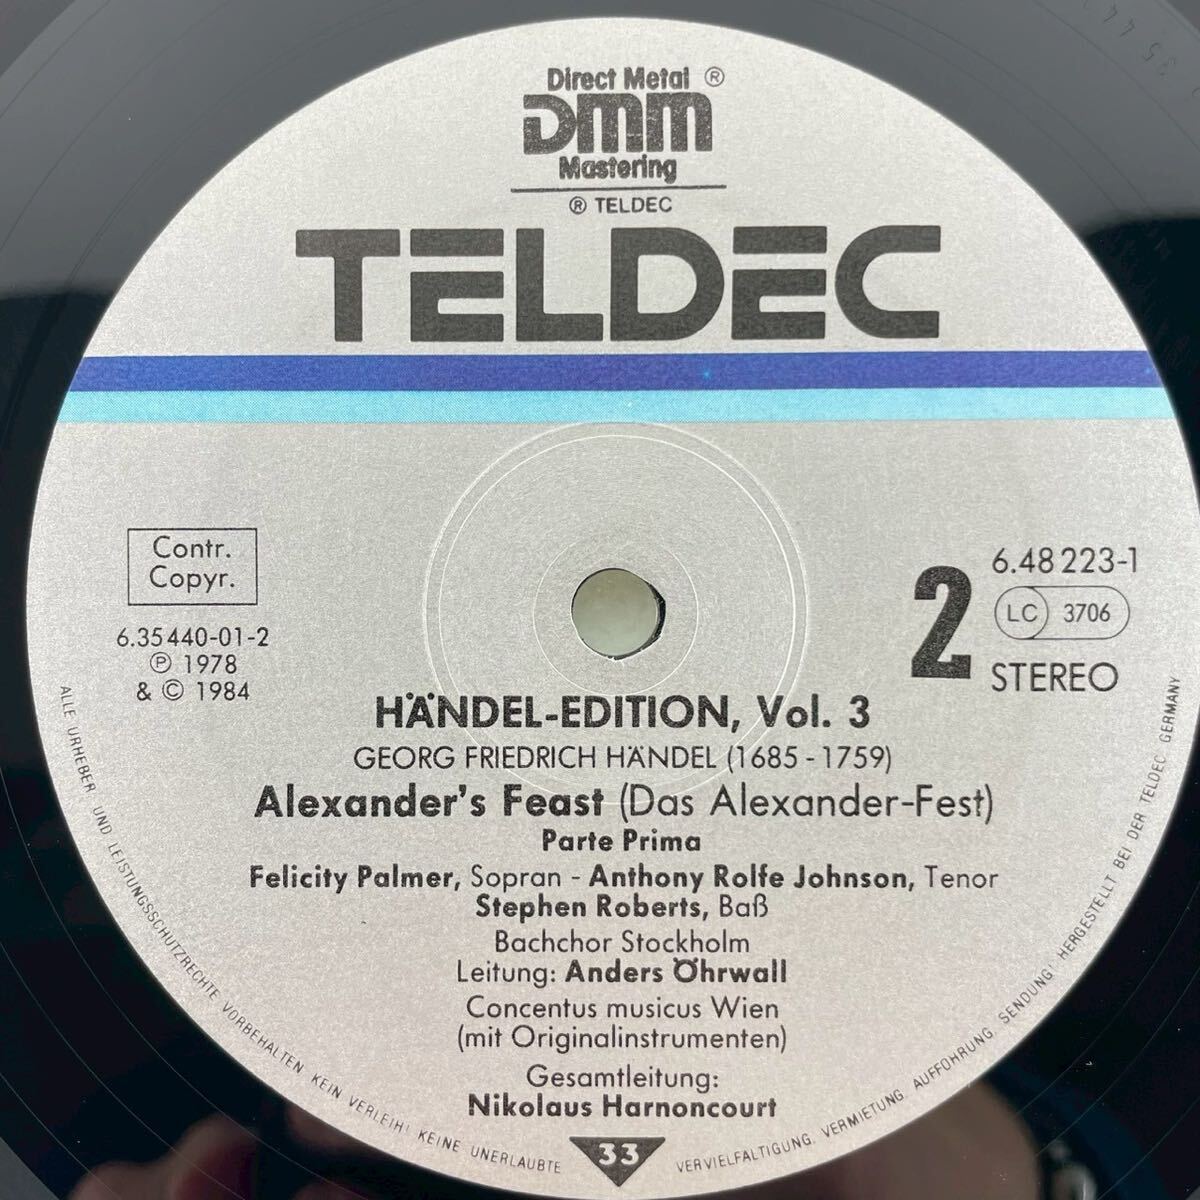 Direct Metal ®
DMM
Mastering
® TELDEC
TELDEC
Contr.
Copyr.
6.35440-01-2
℗ 1978
& © 1984
2
6.48223-1
LC 3706
STEREO
HÄNDEL-EDITION, Vol. 3
GEORG FRIEDRICH HÄNDEL (1685-1759)
Alexander's Feast (Das Alexander-Fest)
Parte Prima
Felicity Palmer, Sopran - Anthony Rolfe Johnson, Tenor
Stephen Roberts, Baß
Bachchor Stockholm
Leitung: Anders Öhrwall
Concentus musicus Wien
(mit Originalinstrumenten)
Gesamtleitung:
Nikolaus Harnoncourt
33
ALLE URHEBER UND LEISTUNGSSCHUTZRECHTE VORBEHALTEN KEIN VERLEIH! KEINE UNERLAUBTE VERVIELFALTIGUNG, VERMIETUNG, AUFFOHRUNG, SENDUNG! HERGESTELLT BEI DER TELDEC GERMANY